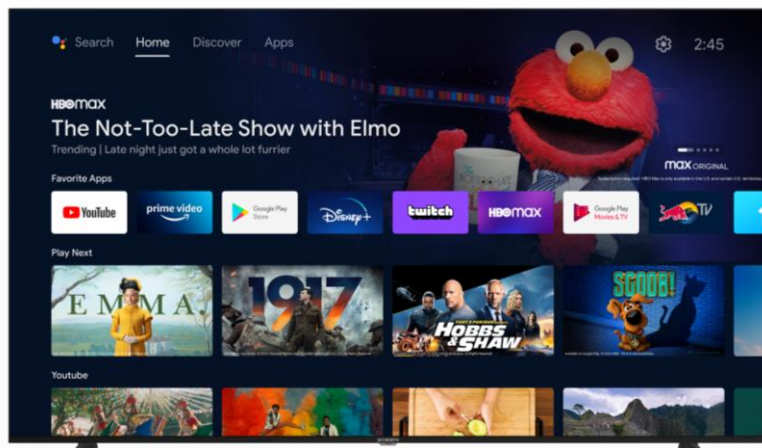 Search Home Discover Apps 2:45
HBOMAX
The Not-Too-Late Show with Elmo
Trending | Late night just got a whole lot furrier
max ORIGINAL
Favorite Apps
YouTube
prime video
Google Play
Store
Disney+
twitch
HBOMAX
Google Play
Movies & TV
TV
Play Next
EMMA.
1917
HOBBS
& SHAW
SCOOB!
Youtube